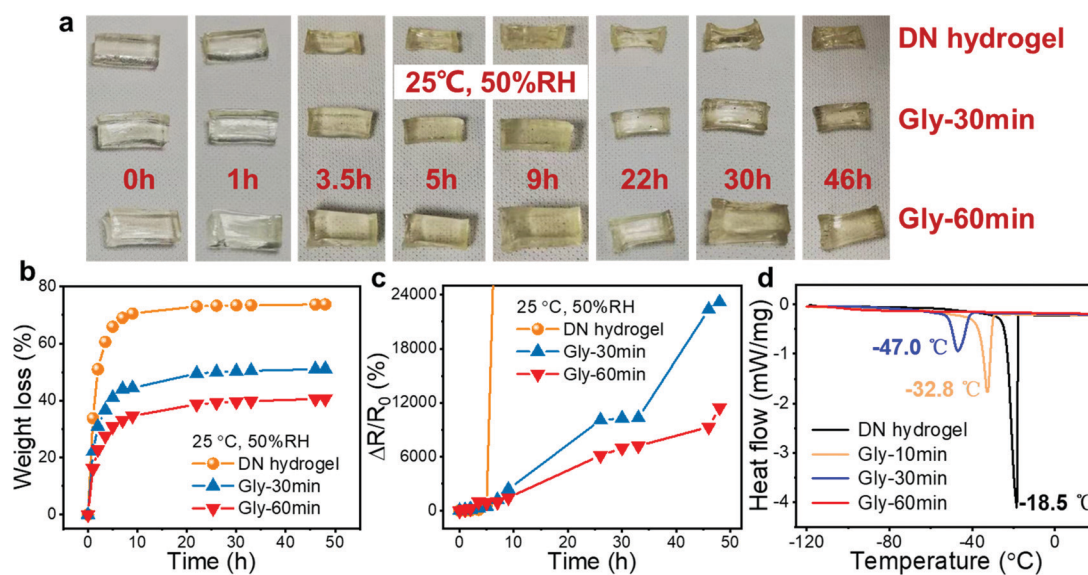 a
DN hydrogel
25℃, 50%RH
Gly-30min
0h 1h 3.5h 5h 9h 22h 30h 46h
Gly-60min
b
Weight loss (%)
80
60
40
20
0
25 °C, 50%RH
DN hydrogel
Gly-30min
Gly-60min
0 10 20 30 40 50
Time (h)
c
ΔR/R0 (%)
24000
18000
12000
6000
0
25 °C, 50%RH
DN hydrogel
Gly-30min
Gly-60min
0 10 20 30 40 50
Time (h)
d
Heat flow (mW/mg)
0
-1
-2
-3
-4
-47.0 ℃
-32.8 ℃
DN hydrogel
Gly-10min
Gly-30min
Gly-60min
-18.5 ℃
-120 -80 -40 0
Temperature (°C)